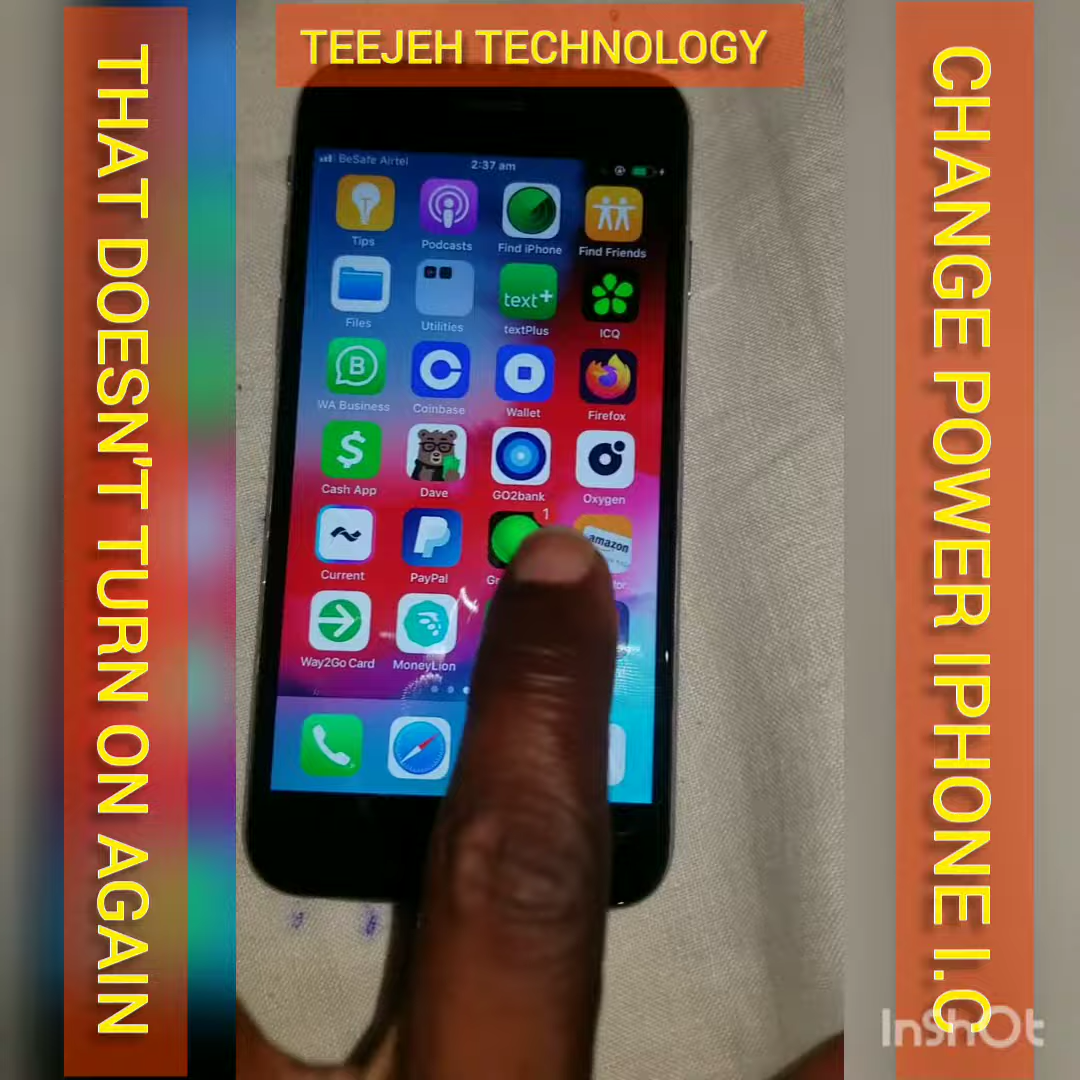 TEEJEH TECHNOLOGY
THAT DOESN'T TURN ON AGAIN
CHANGE POWER IPHONE I.C
BeSafe Airtel
2:37 am
Tips
Podcasts
Find iPhone
Find Friends
Files
Utilities
text+
textPlus
ICQ
B
WA Business
Coinbase
Wallet
Firefox
$
Cash App
Dave
GO2bank
Oxygen
1
amazon
Current
PayPal
Way2Go Card
MoneyLion
InShOt